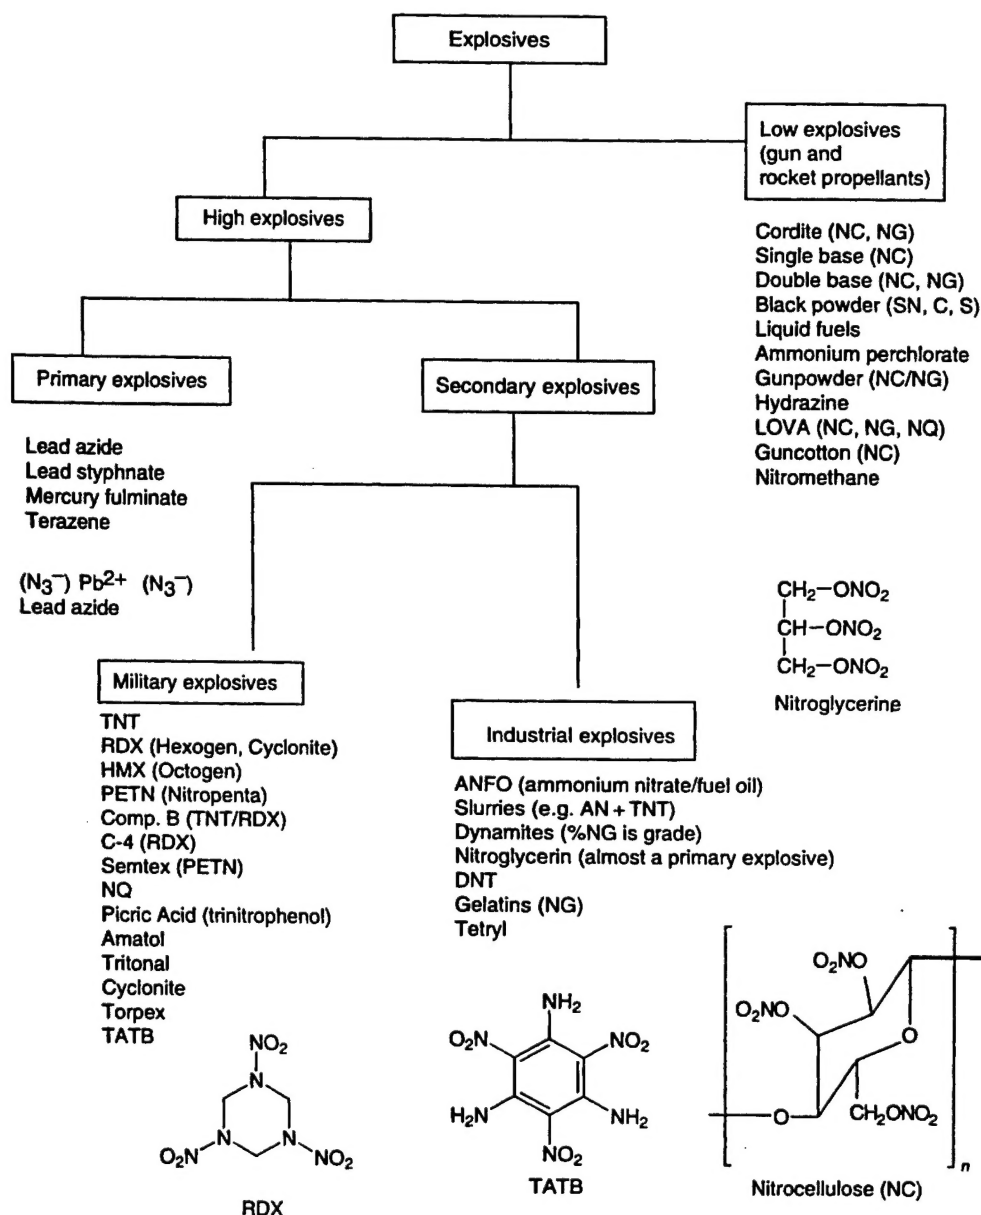 Explosives
Low explosives
(gun and
rocket propellants)
High explosives
Cordite (NC, NG)
Single base (NC)
Double base (NC, NG)
Black powder (SN, C, S)
Liquid fuels
Ammonium perchlorate
Gunpowder (NC/NG)
Hydrazine
LOVA (NC, NG, NQ)
Guncotton (NC)
Nitromethane
Primary explosives
Secondary explosives
Lead azide
Lead styphnate
Mercury fulminate
Terazene
(N₃⁻) Pb²⁺ (N₃⁻)
Lead azide
CH₂–ONO₂
CH–ONO₂
CH₂–ONO₂
Nitroglycerine
Military explosives
TNT
RDX (Hexogen, Cyclonite)
HMX (Octogen)
PETN (Nitropenta)
Comp. B (TNT/RDX)
C-4 (RDX)
Semtex (PETN)
NQ
Picric Acid (trinitrophenol)
Amatol
Tritonal
Cyclonite
Torpex
TATB
Industrial explosives
ANFO (ammonium nitrate/fuel oil)
Slurries (e.g. AN + TNT)
Dynamites (%NG is grade)
Nitroglycerin (almost a primary explosive)
DNT
Gelatins (NG)
Tetryl
NO₂
N
N
N
O₂N
NO₂
RDX
NH₂
O₂N
NO₂
H₂N
NH₂
NO₂
TATB
O₂NO
O₂NO
O
O
CH₂ONO₂
n
Nitrocellulose (NC)